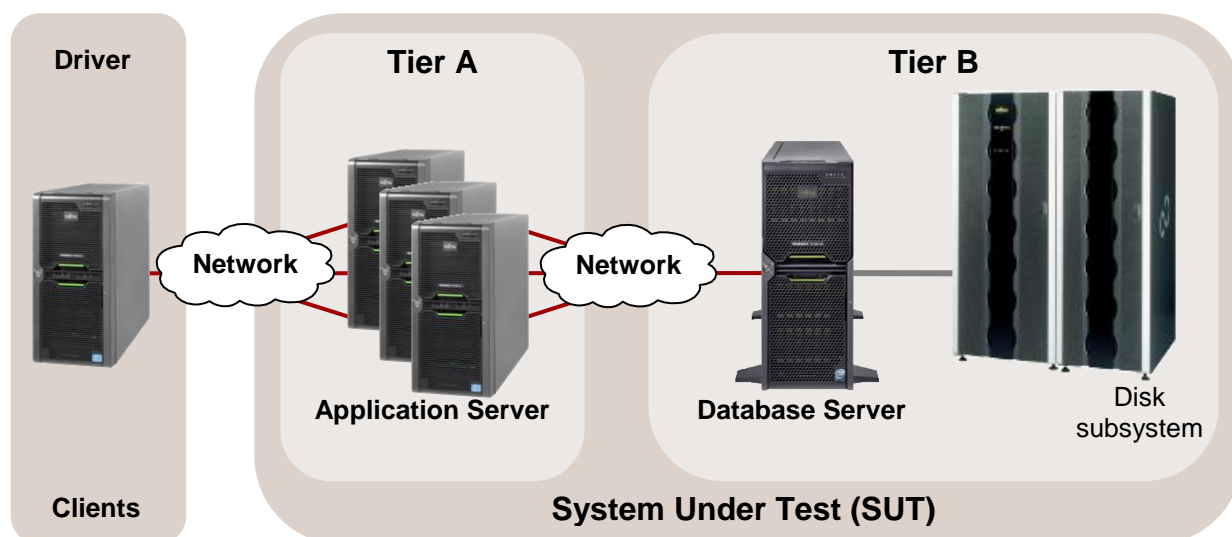 Driver
Tier A
Tier B
Network
Network
Application Server
Database Server
Disk
subsystem
Clients
System Under Test (SUT)